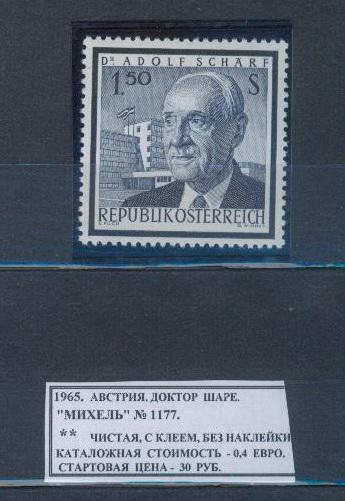 DR ADOLF SCHÄRF
1.50 S
REPUBLIK ÖSTERREICH
1965. АВСТРИЯ. ДОКТОР ШАРЕ.
"МИХЕЛЬ" № 1177.
** ЧИСТАЯ, С КЛЕЕМ, БЕЗ НАКЛЕЙКИ
КАТАЛОЖНАЯ СТОИМОСТЬ - 0,4 ЕВРО.
СТАРТОВАЯ ЦЕНА - 30 РУБ.